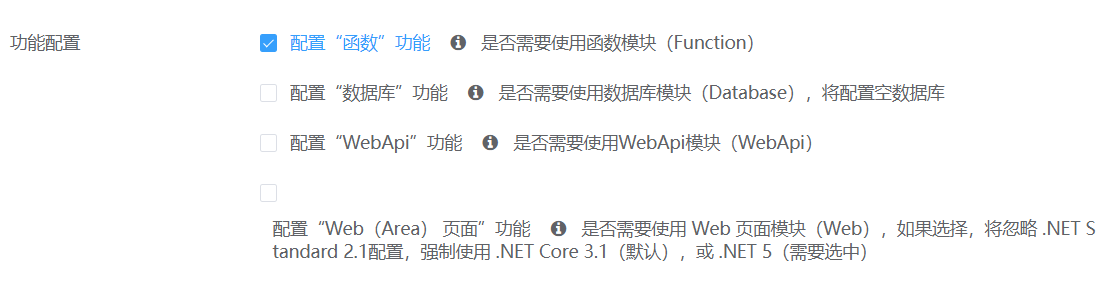 功能配置 配置“函数”功能 是否需要使用函数模块（Function）
配置“数据库”功能 是否需要使用数据库模块（Database），将配置空数据库
配置“WebApi”功能 是否需要使用WebApi模块（WebApi）
配置“Web（Area） 页面”功能 是否需要使用 Web 页面模块（Web），如果选择，将忽略 .NET S
tandard 2.1配置，强制使用 .NET Core 3.1（默认），或 .NET 5（需要选中）